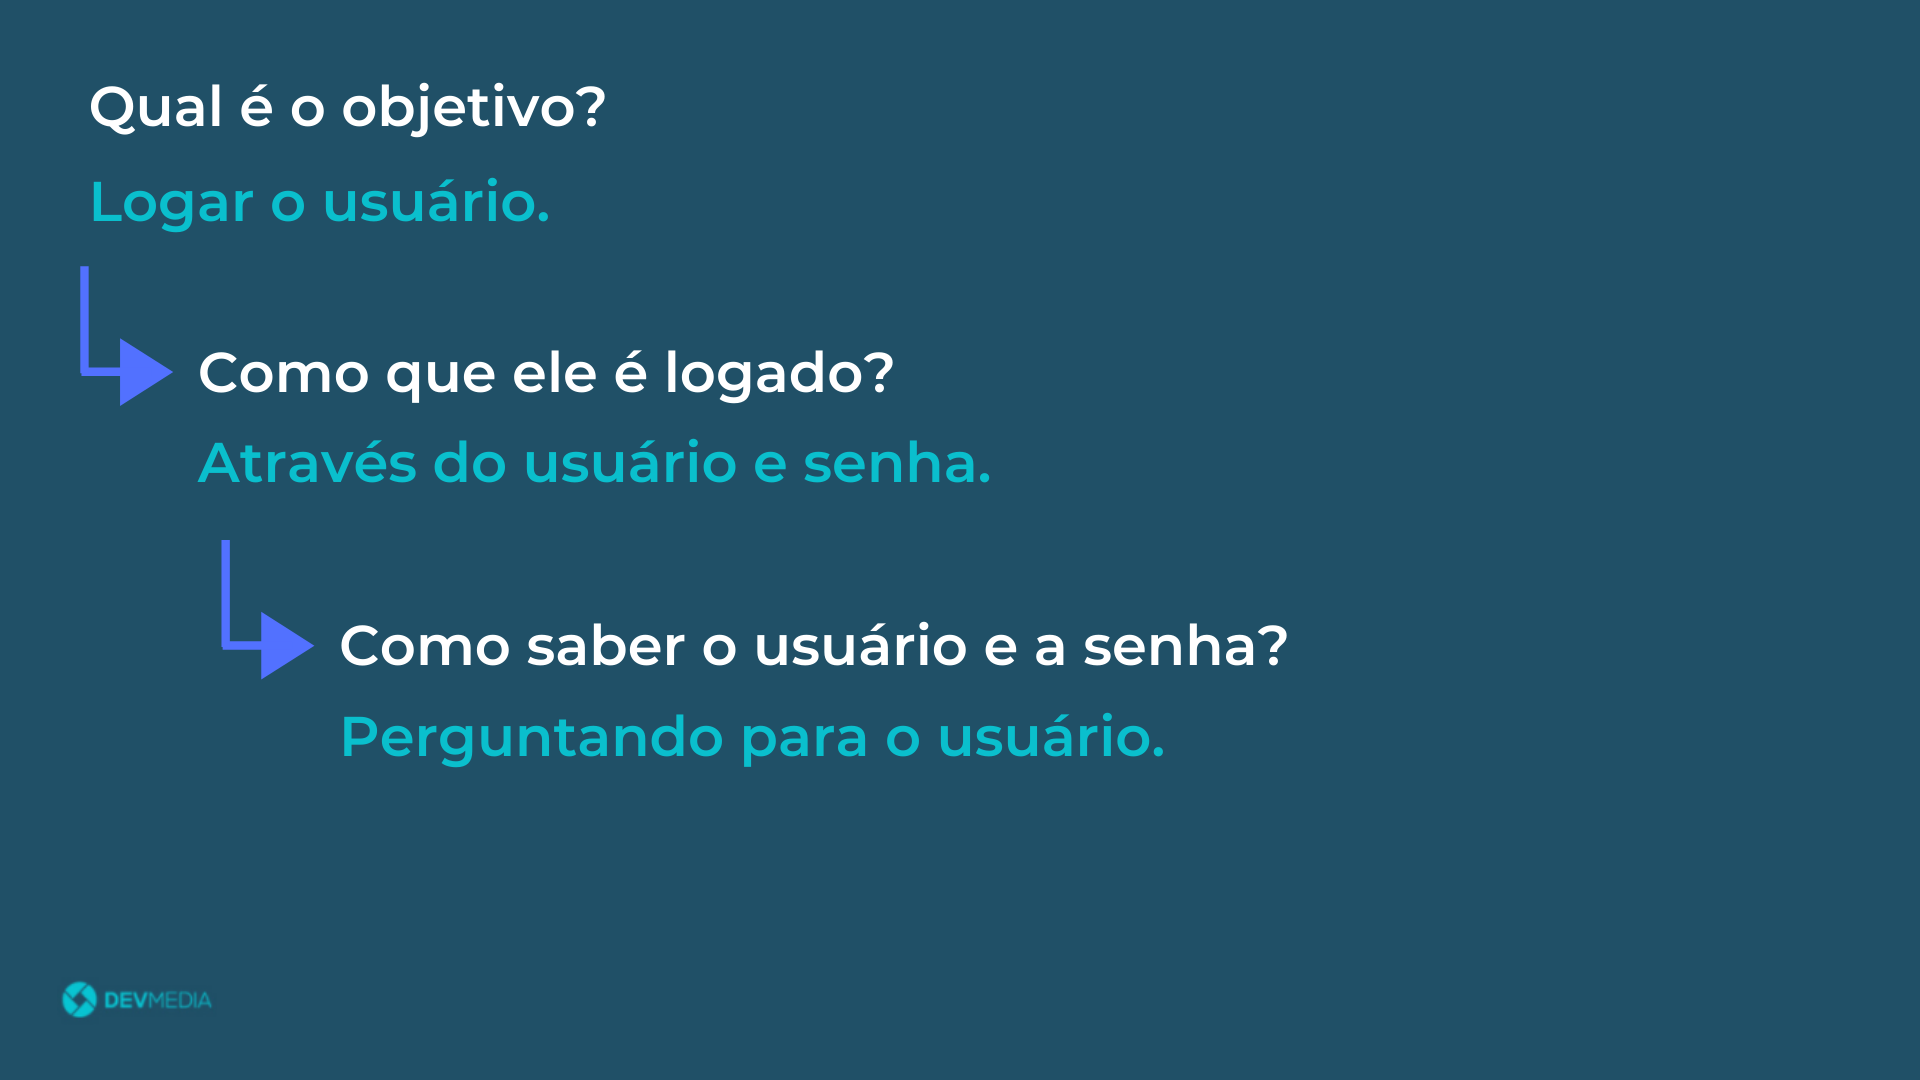 Qual é o objetivo?
Logar o usuário.
Como que ele é logado?
Através do usuário e senha.
Como saber o usuário e a senha?
Perguntando para o usuário.
DEVMEDIA